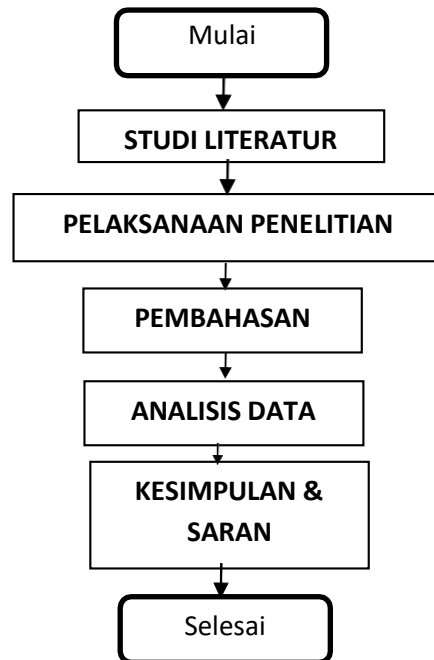 Mulai
STUDI LITERATUR
PELAKSANAAN PENELITIAN
PEMBAHASAN
ANALISIS DATA
KESIMPULAN &
SARAN
Selesai